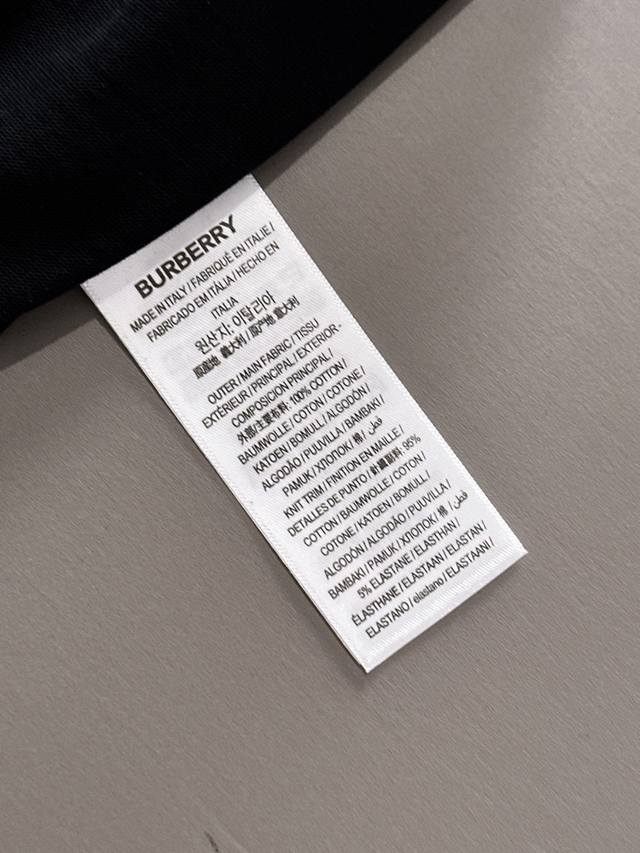 BURBERRY
MADE IN ITALY / FABRIQUÉ EN ITALIE /
FABRICADO EM ITÁLIA / HECHO EN
ITALIA
원산지: 이탈리아
原產地 義大利 / 原产地 意大利
OUTER / MAIN FABRIC / TISSU
EXTÉRIEUR / PRINCIPAL / EXTERIOR -
COMPOSICION PRINCIPAL /
外部/主要布料: 100% COTTON /
BAUMWOLLE / COTON / COTONE /
KATOEN / BOMULL / ALGODÓN /
ALGODÃO / PUUVILLA / BAMBAKI /
PAMUK / ХЛОПОК / 棉 / قطن
KNIT TRIM / FINITION EN MAILLE /
DETALLES DE PUNTO / 針織面料: 95%
COTTON / BAUMWOLLE / COTON /
COTONE / KATOEN / BOMULL /
ALGODÓN / ALGODÃO / PUUVILLA /
BAMBAKI / PAMUK / ХЛОПОК / 棉 / قطن
5% ELASTANE / ELASTHAN /
ÉLASTHANE / ELASTAAN / ELASTAN /
ELASTANO / elastano / ELASTAANI /